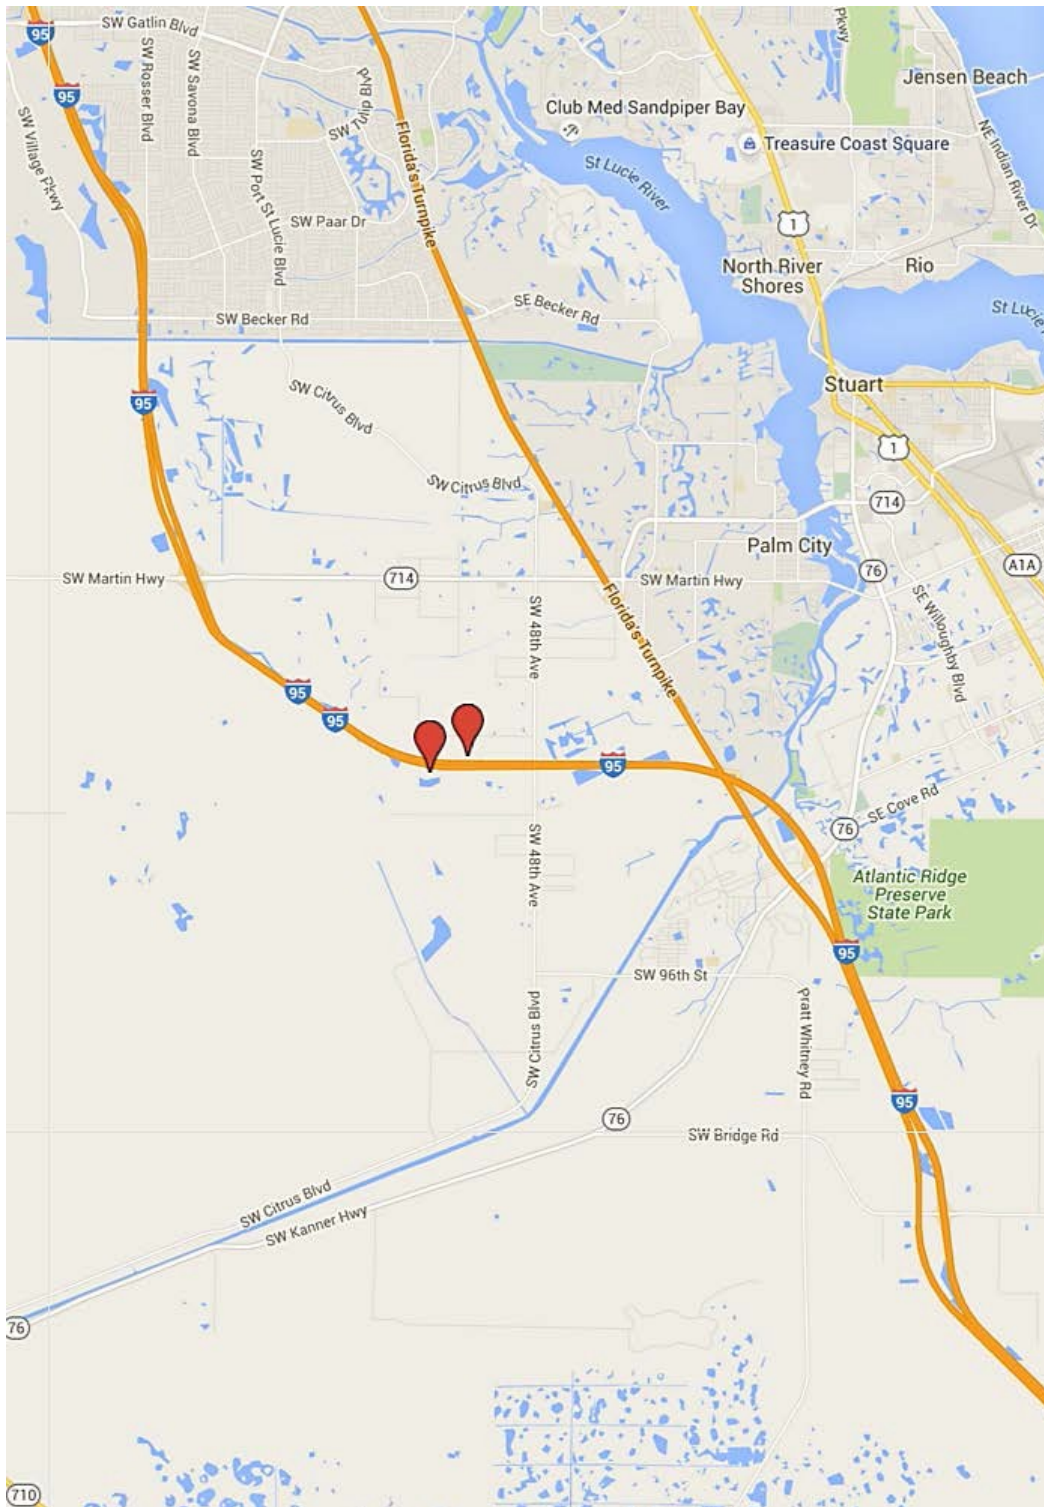 95
SW Gatlin Blvd
Pkwy
95
SW Rosser Blvd
SW Savona Blvd
SW Tulip Blvd
Florida's Turnpike
Club Med Sandpiper Bay
Jensen Beach
Treasure Coast Square
NE Indian River Dr
SW Village Pkwy
SW Port St Lucie Blvd
St Lucie River
SW Paar Dr
1
North River
Shores
Rio
SW Becker Rd
SE Becker Rd
St Lucie
95
SW Citrus Blvd
Stuart
1
SW Citrus Blvd
714
Palm City
SW Martin Hwy
714
SW Martin Hwy
76
A1A
SW 48th Ave
Florida's Turnpike
SE Willoughby Blvd
95
95
95
SW 48th Ave
SE Cove Rd
76
Atlantic Ridge
Preserve
State Park
95
SW 96th St
SW Citrus Blvd
Pratt Whitney Rd
95
76
SW Bridge Rd
SW Citrus Blvd
SW Kanner Hwy
76
710